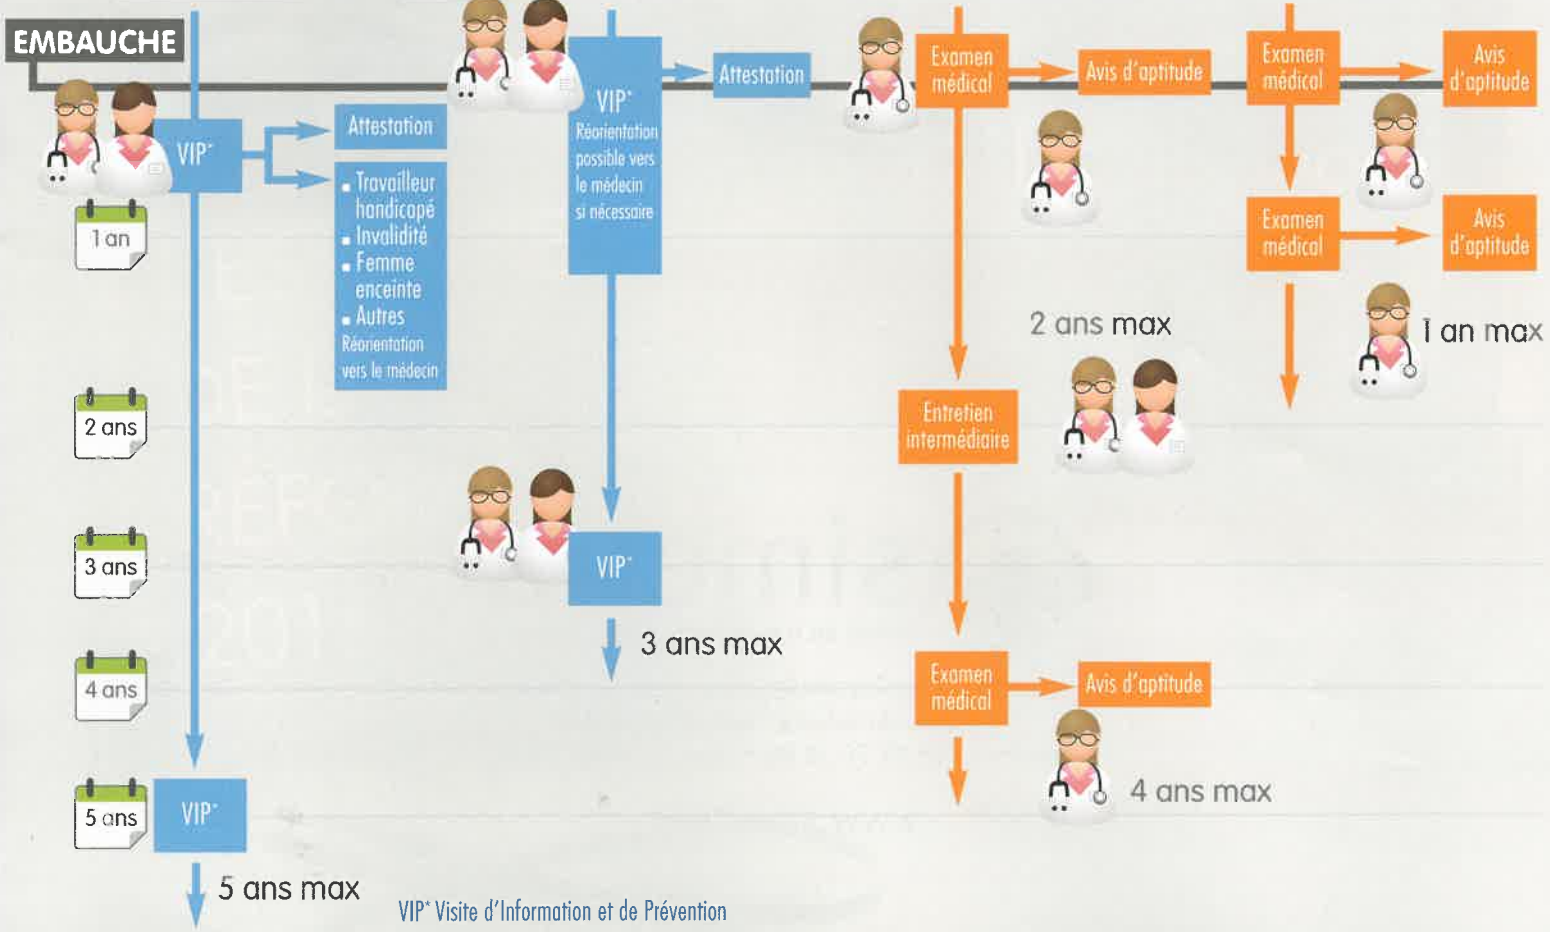 EMBAUCHE
VIP*
Attestation
▪ Travailleur
handicapé
▪ Invalidité
▪ Femme
enceinte
▪ Autres
Réorientation
vers le médecin
1 an
2 ans
3 ans
4 ans
5 ans
VIP*
5 ans max
VIP*
Réorientation
possible vers
le médecin
si nécessaire
Attestation
VIP*
3 ans max
Examen
médical
Avis d'aptitude
2 ans max
Entretien
intermédiaire
Examen
médical
Avis d'aptitude
4 ans max
Examen
médical
Avis
d'aptitude
Examen
médical
Avis
d'aptitude
1 an max
VIP* Visite d'Information et de Prévention